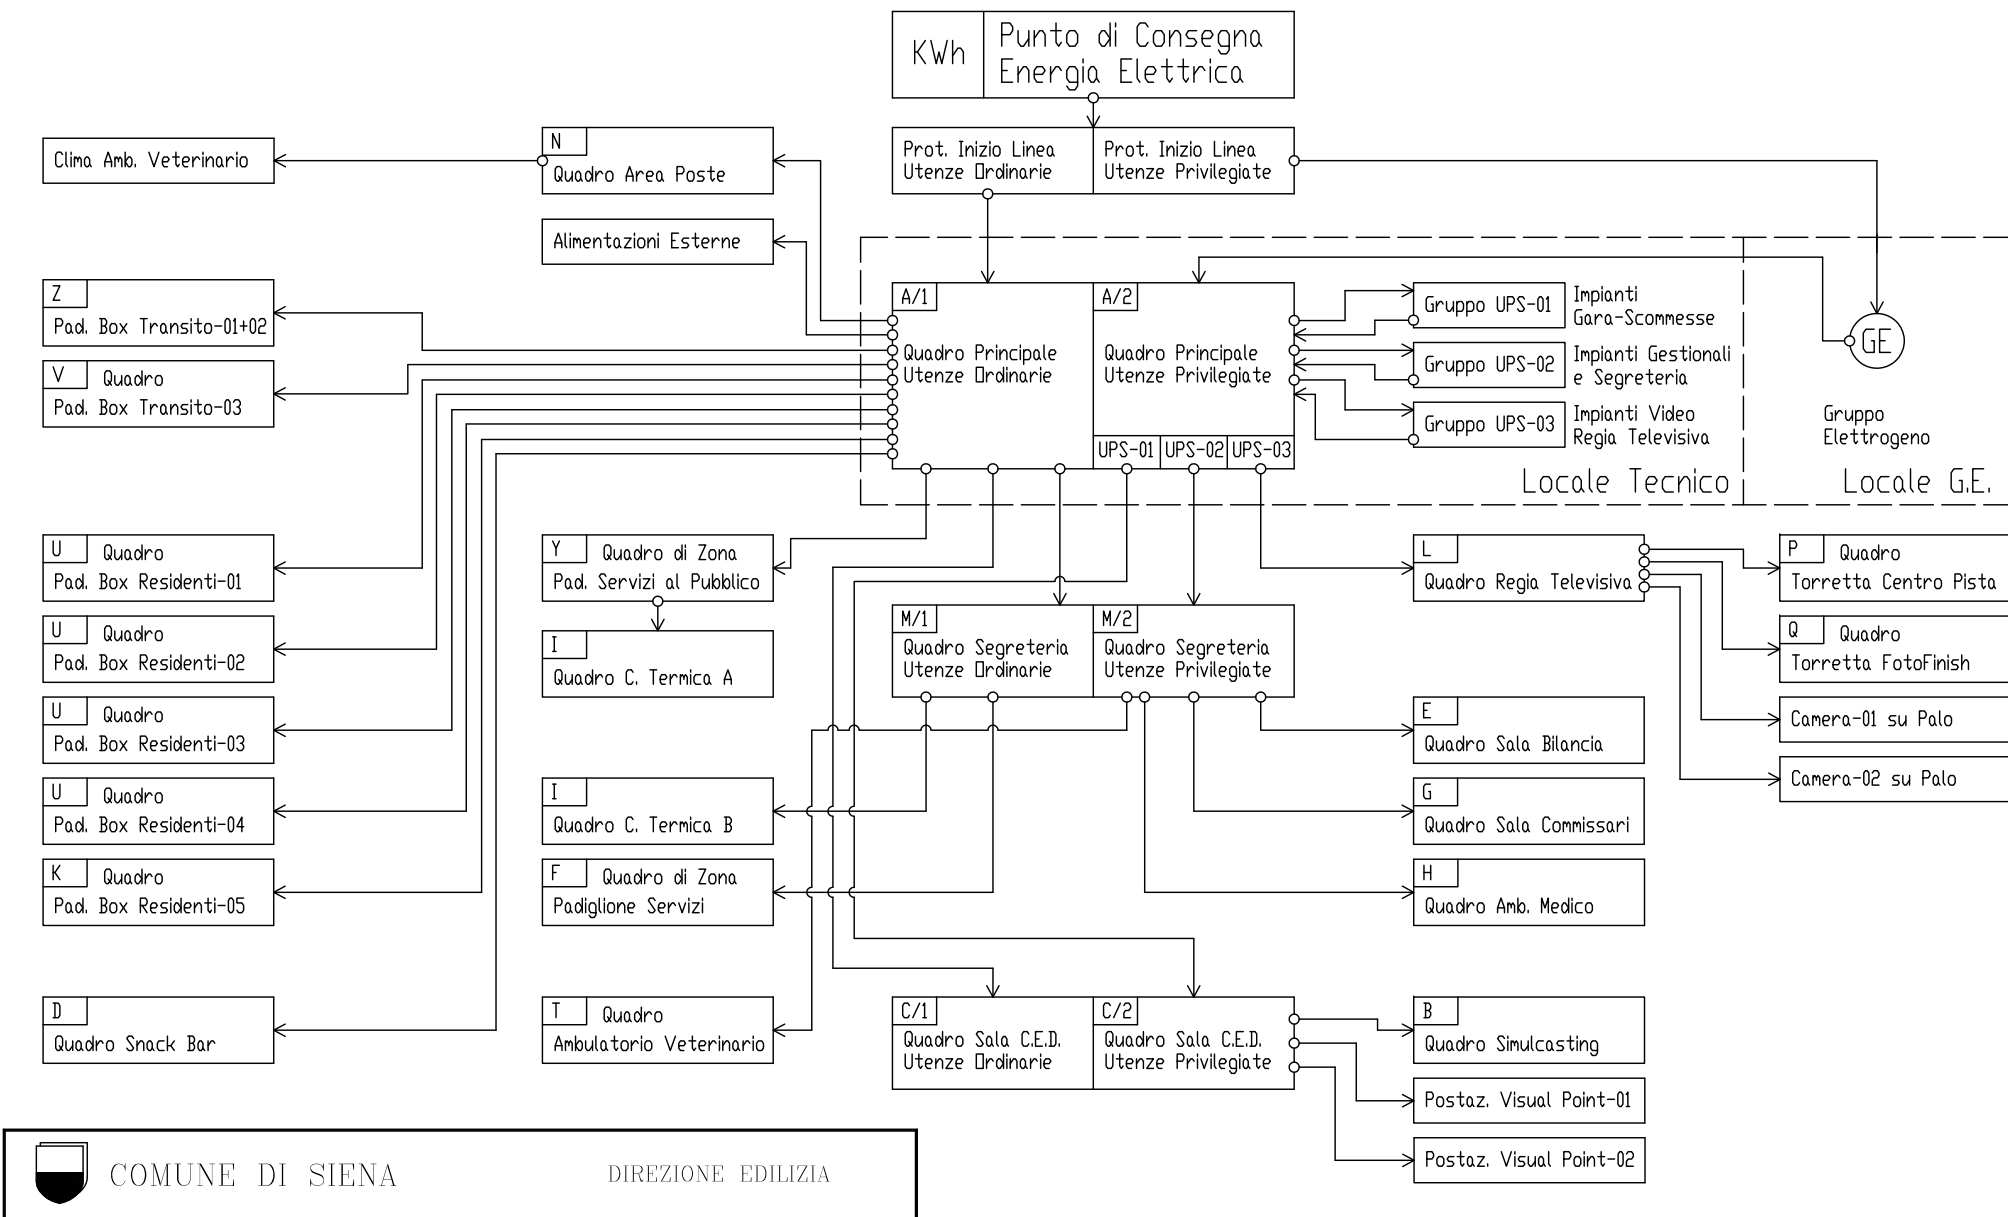 KWh
Punto di Consegna
Energia Elettrica
Clima Amb. Veterinario
N
Quadro Area Poste
Prot. Inizio Linea
Utenze Ordinarie
Prot. Inizio Linea
Utenze Privilegiate
Alimentazioni Esterne
Z
Pad. Box Transito-01+02
V
Quadro
Pad. Box Transito-03
A/1
Quadro Principale
Utenze Ordinarie
A/2
Quadro Principale
Utenze Privilegiate
UPS-01
UPS-02
UPS-03
Gruppo UPS-01
Impianti
Gara-Scommesse
Gruppo UPS-02
Impianti Gestionali
e Segreteria
Gruppo UPS-03
Impianti Video
Regia Televisiva
Locale Tecnico
GE
Gruppo
Elettrogeno
Locale G.E.
U
Quadro
Pad. Box Residenti-01
U
Quadro
Pad. Box Residenti-02
U
Quadro
Pad. Box Residenti-03
U
Quadro
Pad. Box Residenti-04
K
Quadro
Pad. Box Residenti-05
D
Quadro Snack Bar
Y
Quadro di Zona
Pad. Servizi al Pubblico
I
Quadro C. Termica A
I
Quadro C. Termica B
F
Quadro di Zona
Padiglione Servizi
T
Quadro
Ambulatorio Veterinario
M/1
Quadro Segreteria
Utenze Ordinarie
M/2
Quadro Segreteria
Utenze Privilegiate
C/1
Quadro Sala C.E.D.
Utenze Ordinarie
C/2
Quadro Sala C.E.D.
Utenze Privilegiate
L
Quadro Regia Televisiva
E
Quadro Sala Bilancia
G
Quadro Sala Commissari
H
Quadro Amb. Medico
B
Quadro Simulcasting
Postaz. Visual Point-01
Postaz. Visual Point-02
P
Quadro
Torretta Centro Pista
Q
Quadro
Torretta FotoFinish
Camera-01 su Palo
Camera-02 su Palo
COMUNE DI SIENA
DIREZIONE EDILIZIA